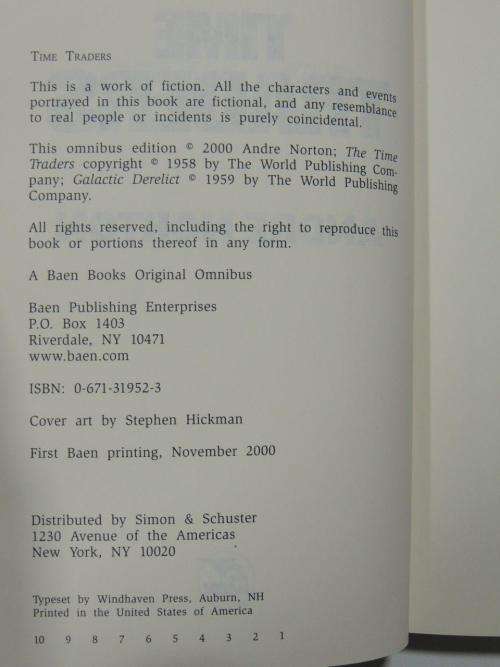 TIME TRADERS
This is a work of fiction. All the characters and events
portrayed in this book are fictional, and any resemblance
to real people or incidents is purely coincidental.
This omnibus edition © 2000 Andre Norton; The Time
Traders copyright © 1958 by The World Publishing Com-
pany; Galactic Derelict © 1959 by The World Publishing
Company.
All rights reserved, including the right to reproduce this
book or portions thereof in any form.
A Baen Books Original Omnibus
Baen Publishing Enterprises
P.O. Box 1403
Riverdale, NY 10471
www.baen.com
ISBN: 0-671-31952-3
Cover art by Stephen Hickman
First Baen printing, November 2000
Distributed by Simon & Schuster
1230 Avenue of the Americas
New York, NY 10020
Typeset by Windhaven Press, Auburn, NH
Printed in the United States of America
10 9 8 7 6 5 4 3 2 1